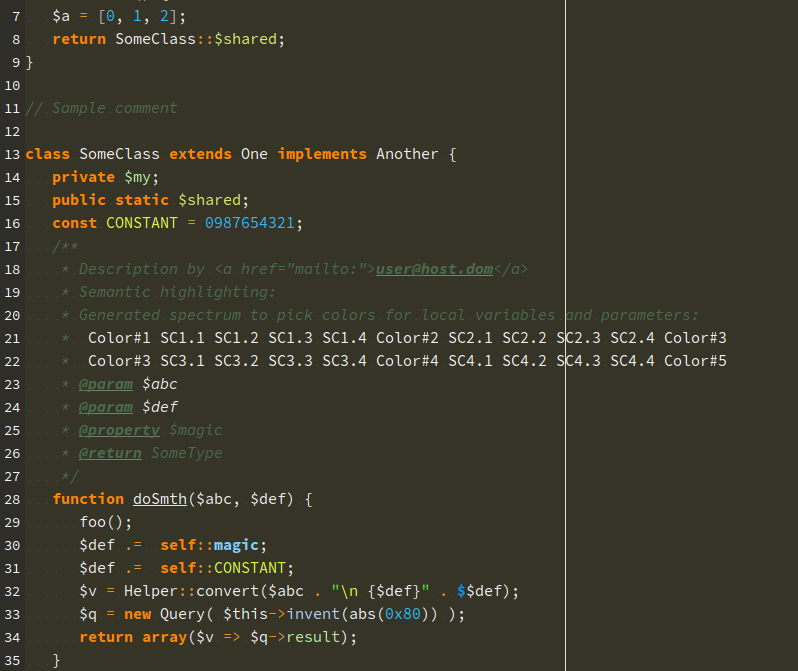 7 $a = [0, 1, 2];
8 return SomeClass::$shared;
9 }
10
11 // Sample comment
12
13 class SomeClass extends One implements Another {
14 private $my;
15 public static $shared;
16 const CONSTANT = 0987654321;
17 /**
18 * Description by <a href="mailto:">user@host.dom</a>
19 * Semantic highlighting:
20 * Generated spectrum to pick colors for local variables and parameters:
21 * Color#1 SC1.1 SC1.2 SC1.3 SC1.4 Color#2 SC2.1 SC2.2 SC2.3 SC2.4 Color#3
22 * Color#3 SC3.1 SC3.2 SC3.3 SC3.4 Color#4 SC4.1 SC4.2 SC4.3 SC4.4 Color#5
23 * @param $abc
24 * @param $def
25 * @property $magic
26 * @return SomeType
27 */
28 function doSmth($abc, $def) {
29 foo();
30 $def .= self::magic;
31 $def .= self::CONSTANT;
32 $v = Helper::convert($abc . "\n {$def}" . $$def);
33 $q = new Query( $this->invent(abs(0x80)) );
34 return array($v => $q->result);
35 }